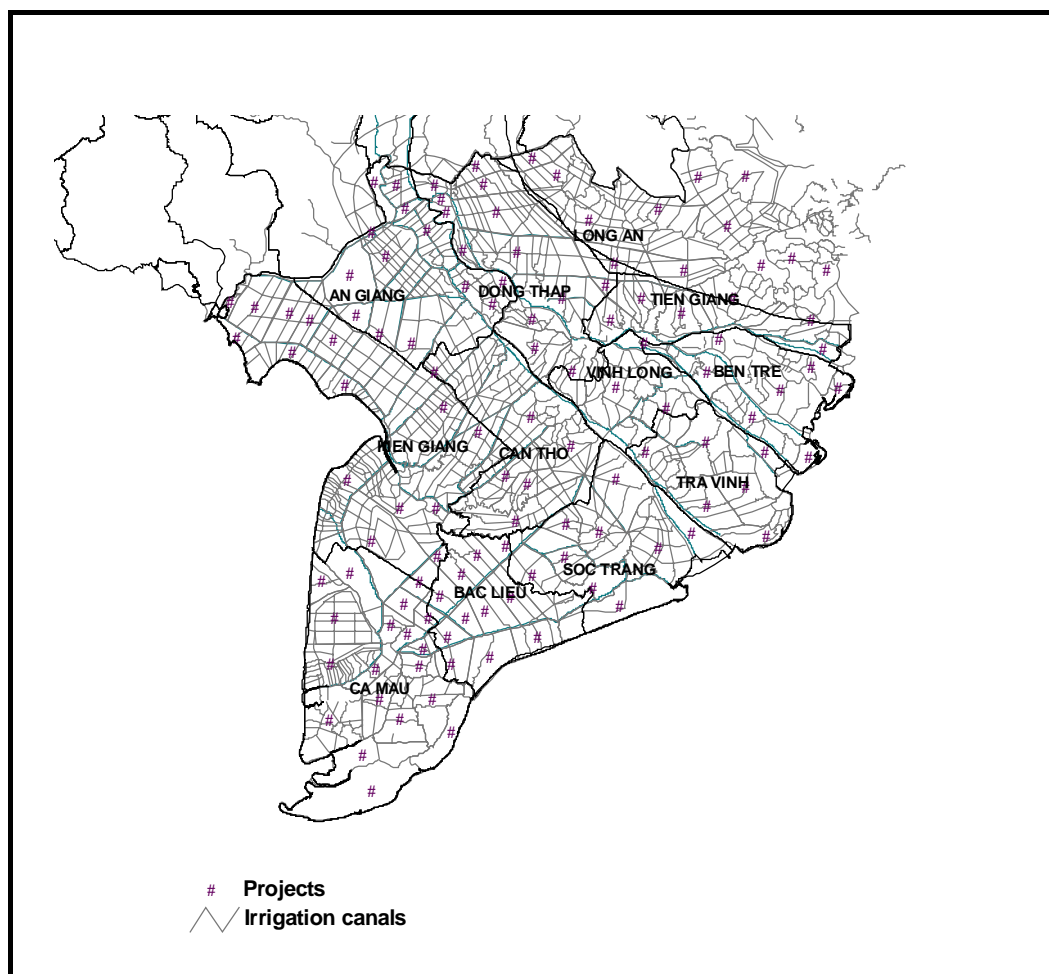 LONG AN
AN GIANG
DONG THAP
TIEN GIANG
VINH LONG
BEN TRE
KIEN GIANG
CAN THO
TRA VINH
SOC TRANG
BAC LIEU
CA MAU
# Projects
Irrigation canals